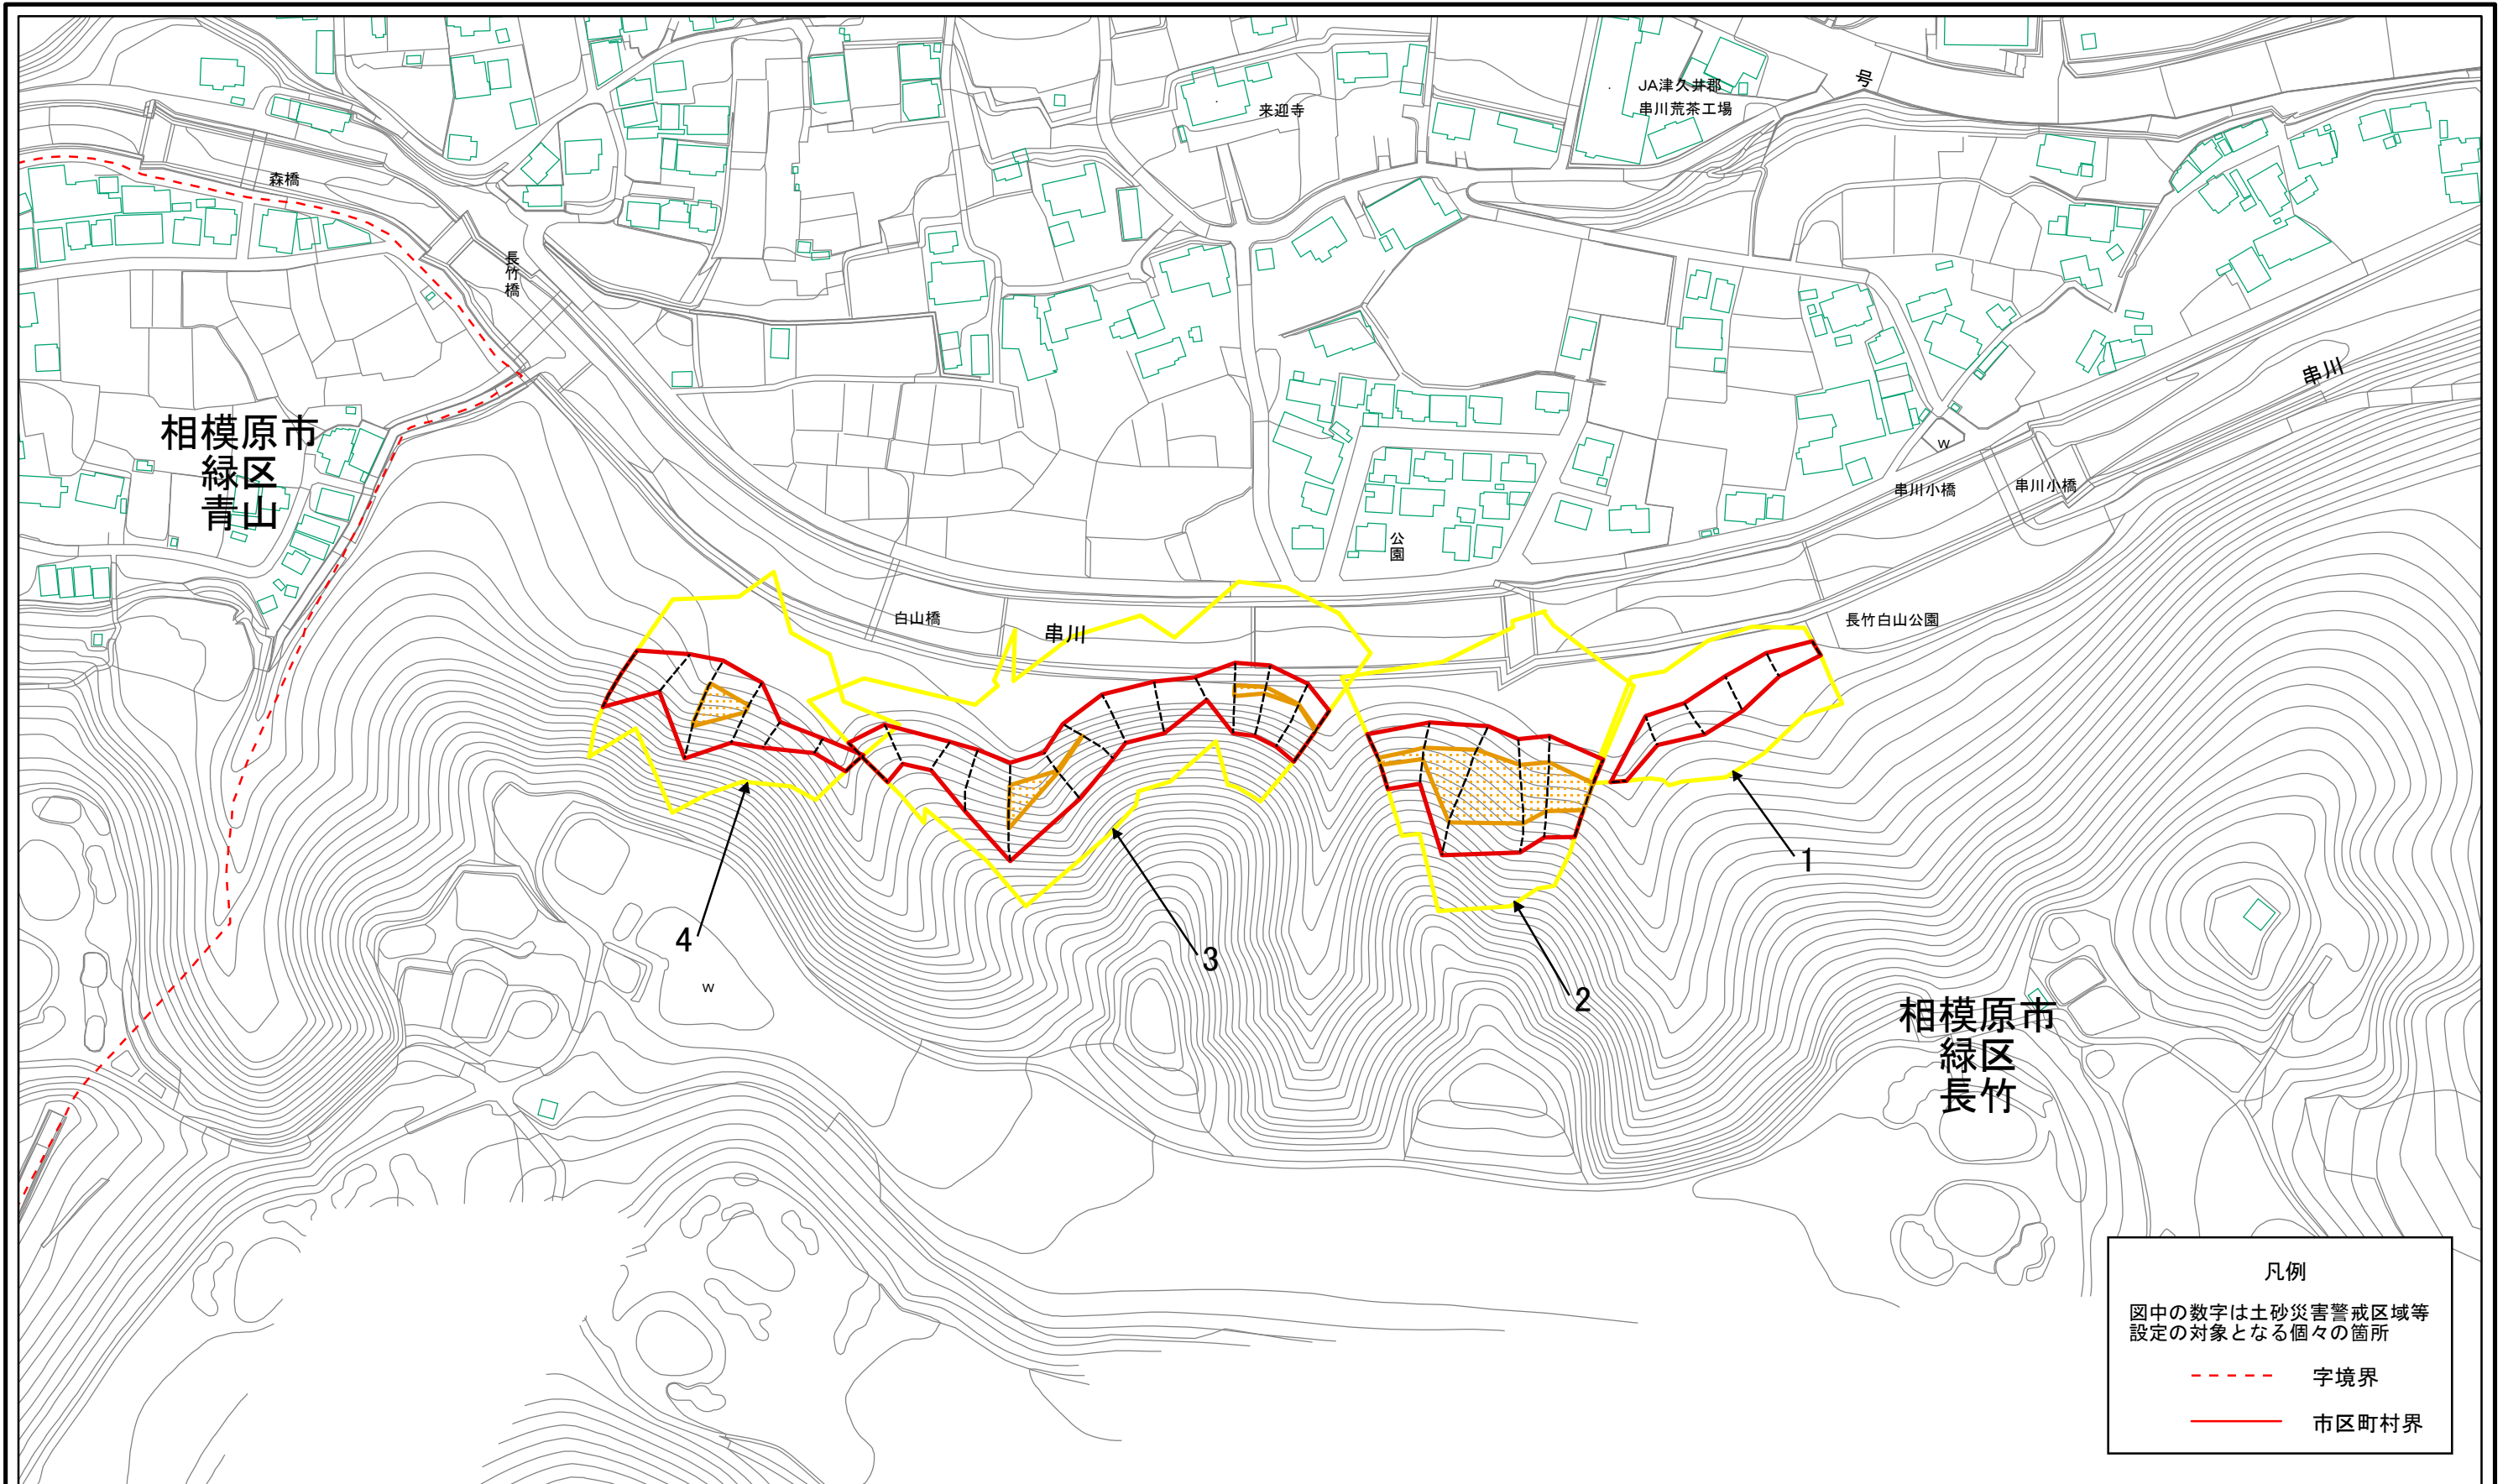 号
JA津久井郡
串川荒茶工場
来迎寺
森橋
長竹橋
串川
相模原市
緑区
青山
w
串川小橋
串川小橋
公園
白山橋
串川
長竹白山公園
1
4
3
2
w
相模原市
緑区
長竹
凡例
図中の数字は土砂災害警戒区域等
設定の対象となる個々の箇所
字境界
市区町村界